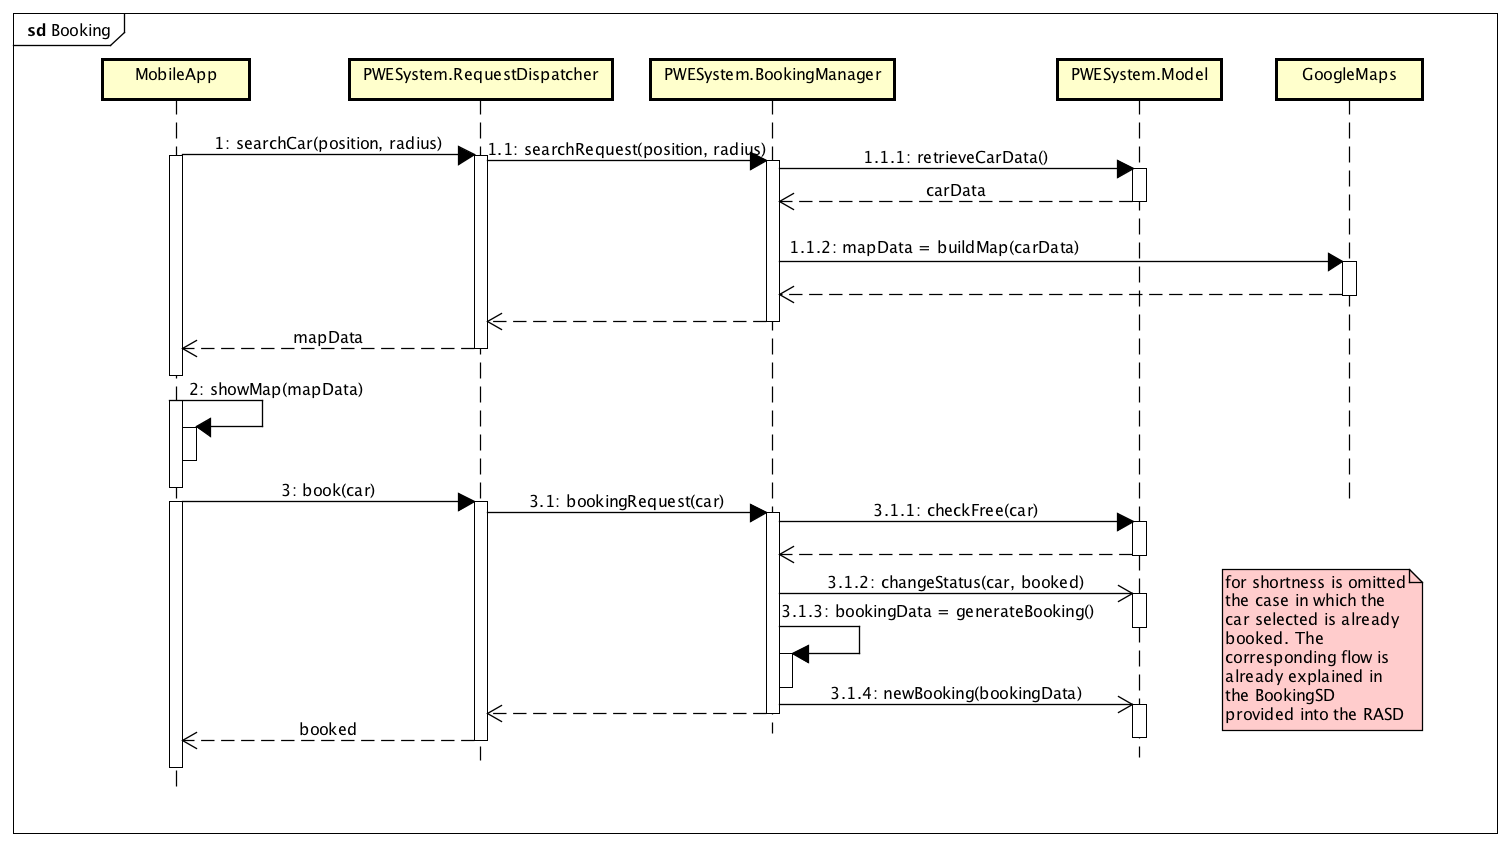 sd Booking
MobileApp
PWESystem.RequestDispatcher
PWESystem.BookingManager
PWESystem.Model
GoogleMaps
1: searchCar(position, radius)
1.1: searchRequest(position, radius)
1.1.1: retrieveCarData()
carData
1.1.2: mapData = buildMap(carData)
mapData
2: showMap(mapData)
3: book(car)
3.1: bookingRequest(car)
3.1.1: checkFree(car)
3.1.2: changeStatus(car, booked)
3.1.3: bookingData = generateBooking()
3.1.4: newBooking(bookingData)
booked
for shortness is omitted
the case in which the
car selected is already
booked. The
corresponding flow is
already explained in
the BookingSD
provided into the RASD